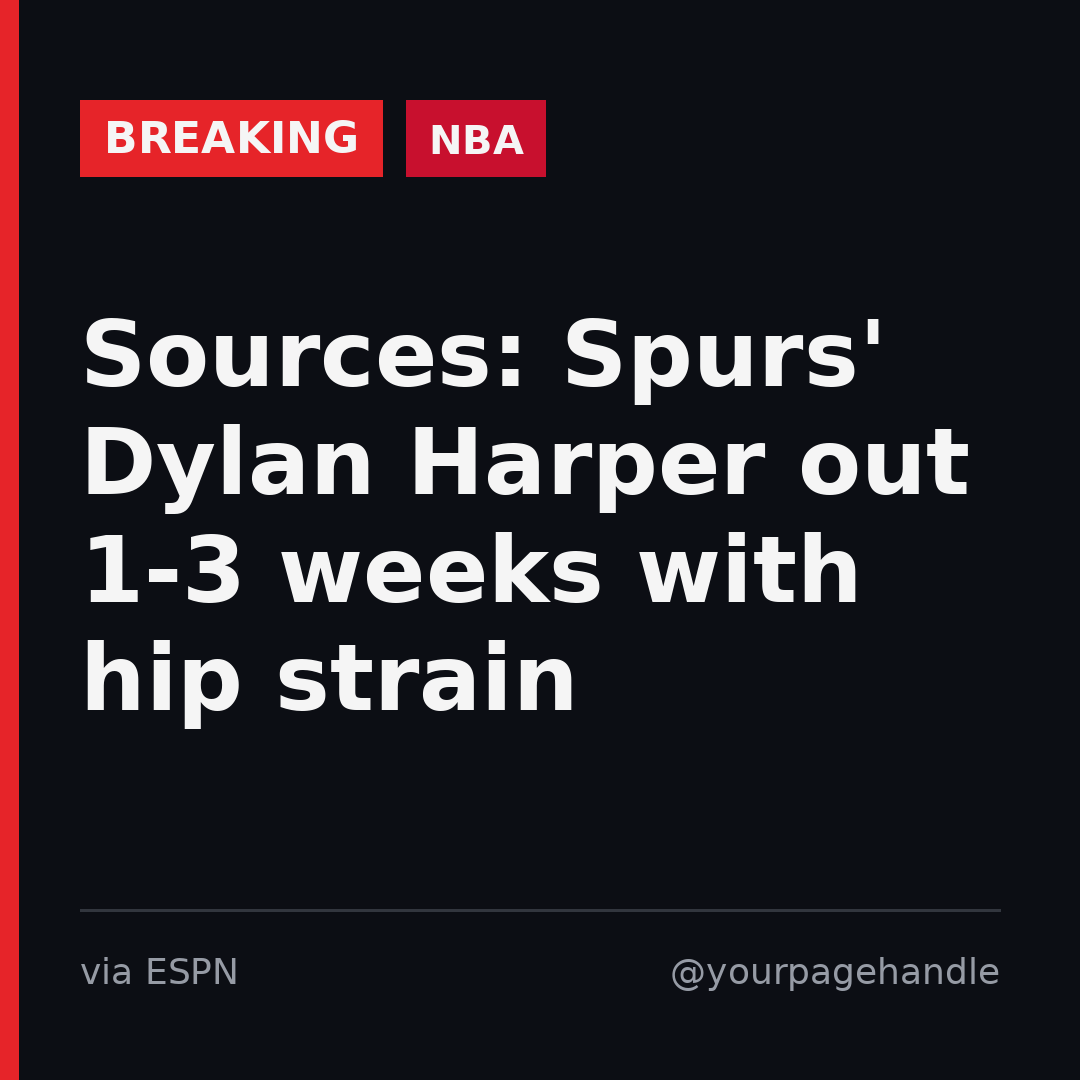 BREAKING NBA
Sources: Spurs'
Dylan Harper out
1-3 weeks with
hip strain
via ESPN @yourpagehandle